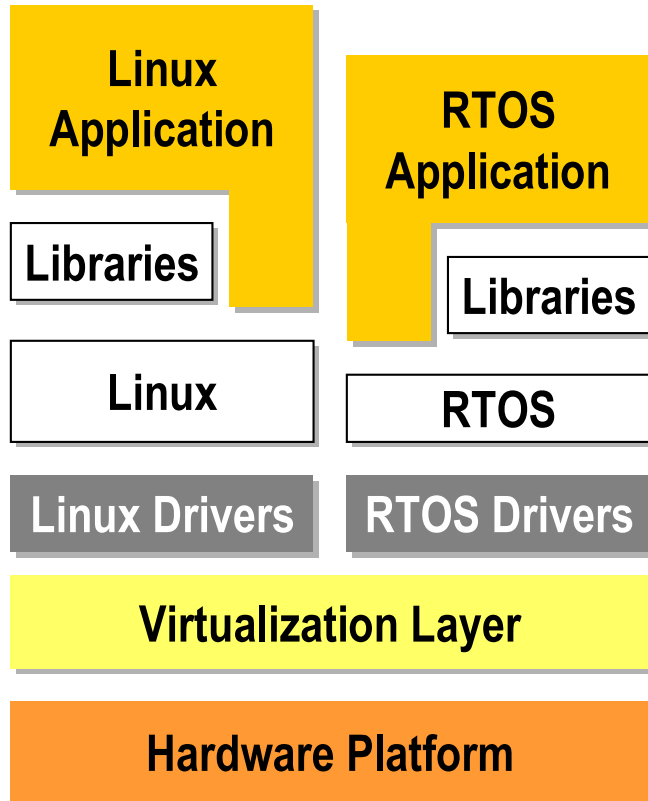 Linux
Application
RTOS
Application
Libraries
Libraries
Linux
RTOS
Linux Drivers
RTOS Drivers
Virtualization Layer
Hardware Platform